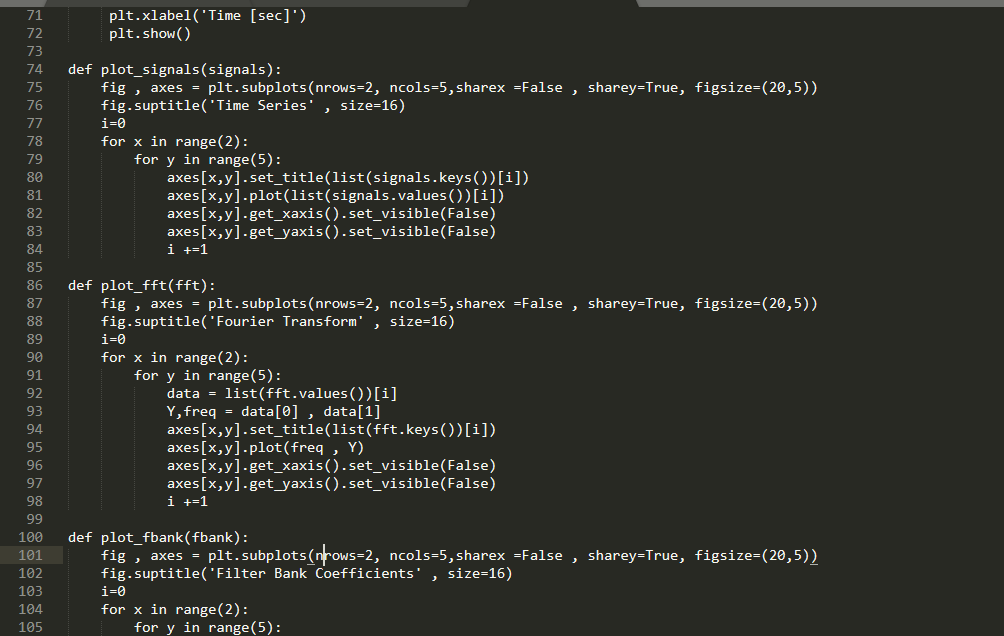 71 plt.xlabel('Time [sec]')
72 plt.show()
73
74 def plot_signals(signals):
75 fig , axes = plt.subplots(nrows=2, ncols=5,sharex =False , sharey=True, figsize=(20,5))
76 fig.suptitle('Time Series' , size=16)
77 i=0
78 for x in range(2):
79 for y in range(5):
80 axes[x,y].set_title(list(signals.keys())[i])
81 axes[x,y].plot(list(signals.values())[i])
82 axes[x,y].get_xaxis().set_visible(False)
83 axes[x,y].get_yaxis().set_visible(False)
84 i +=1
85
86 def plot_fft(fft):
87 fig , axes = plt.subplots(nrows=2, ncols=5,sharex =False , sharey=True, figsize=(20,5))
88 fig.suptitle('Fourier Transform' , size=16)
89 i=0
90 for x in range(2):
91 for y in range(5):
92 data = list(fft.values())[i]
93 Y,freq = data[0] , data[1]
94 axes[x,y].set_title(list(fft.keys())[i])
95 axes[x,y].plot(freq , Y)
96 axes[x,y].get_xaxis().set_visible(False)
97 axes[x,y].get_yaxis().set_visible(False)
98 i +=1
99
100 def plot_fbank(fbank):
101 fig , axes = plt.subplots(nrows=2, ncols=5,sharex =False , sharey=True, figsize=(20,5))
102 fig.suptitle('Filter Bank Coefficients' , size=16)
103 i=0
104 for x in range(2):
105 for y in range(5):